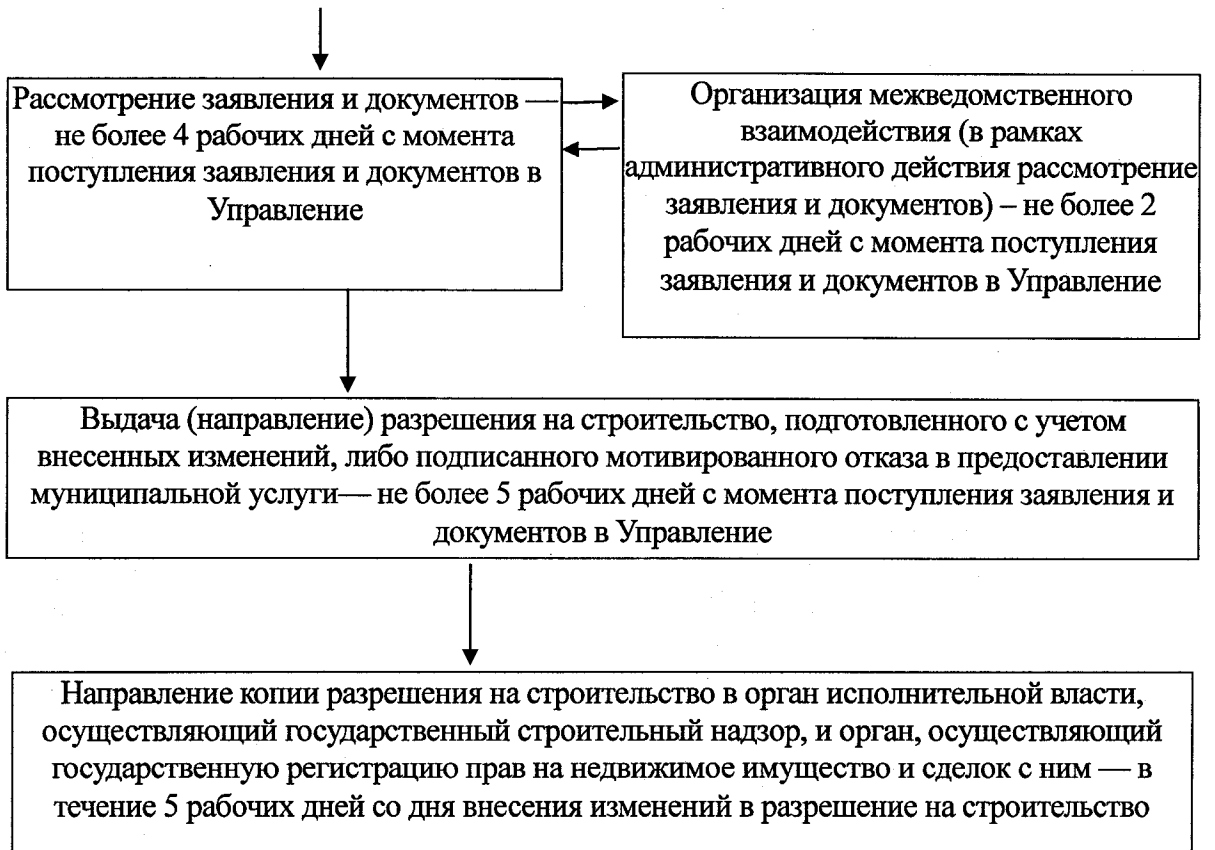 Рассмотрение заявления и документов —
не более 4 рабочих дней с момента
поступления заявления и документов в
Управление
Организация межведомственного
взаимодействия (в рамках
административного действия рассмотрение
заявления и документов) – не более 2
рабочих дней с момента поступления
заявления и документов в Управление
Выдача (направление) разрешения на строительство, подготовленного с учетом
внесенных изменений, либо подписанного мотивированного отказа в предоставлении
муниципальной услуги— не более 5 рабочих дней с момента поступления заявления и
документов в Управление
Направление копии разрешения на строительство в орган исполнительной власти,
осуществляющий государственный строительный надзор, и орган, осуществляющий
государственную регистрацию прав на недвижимое имущество и сделок с ним — в
течение 5 рабочих дней со дня внесения изменений в разрешение на строительство